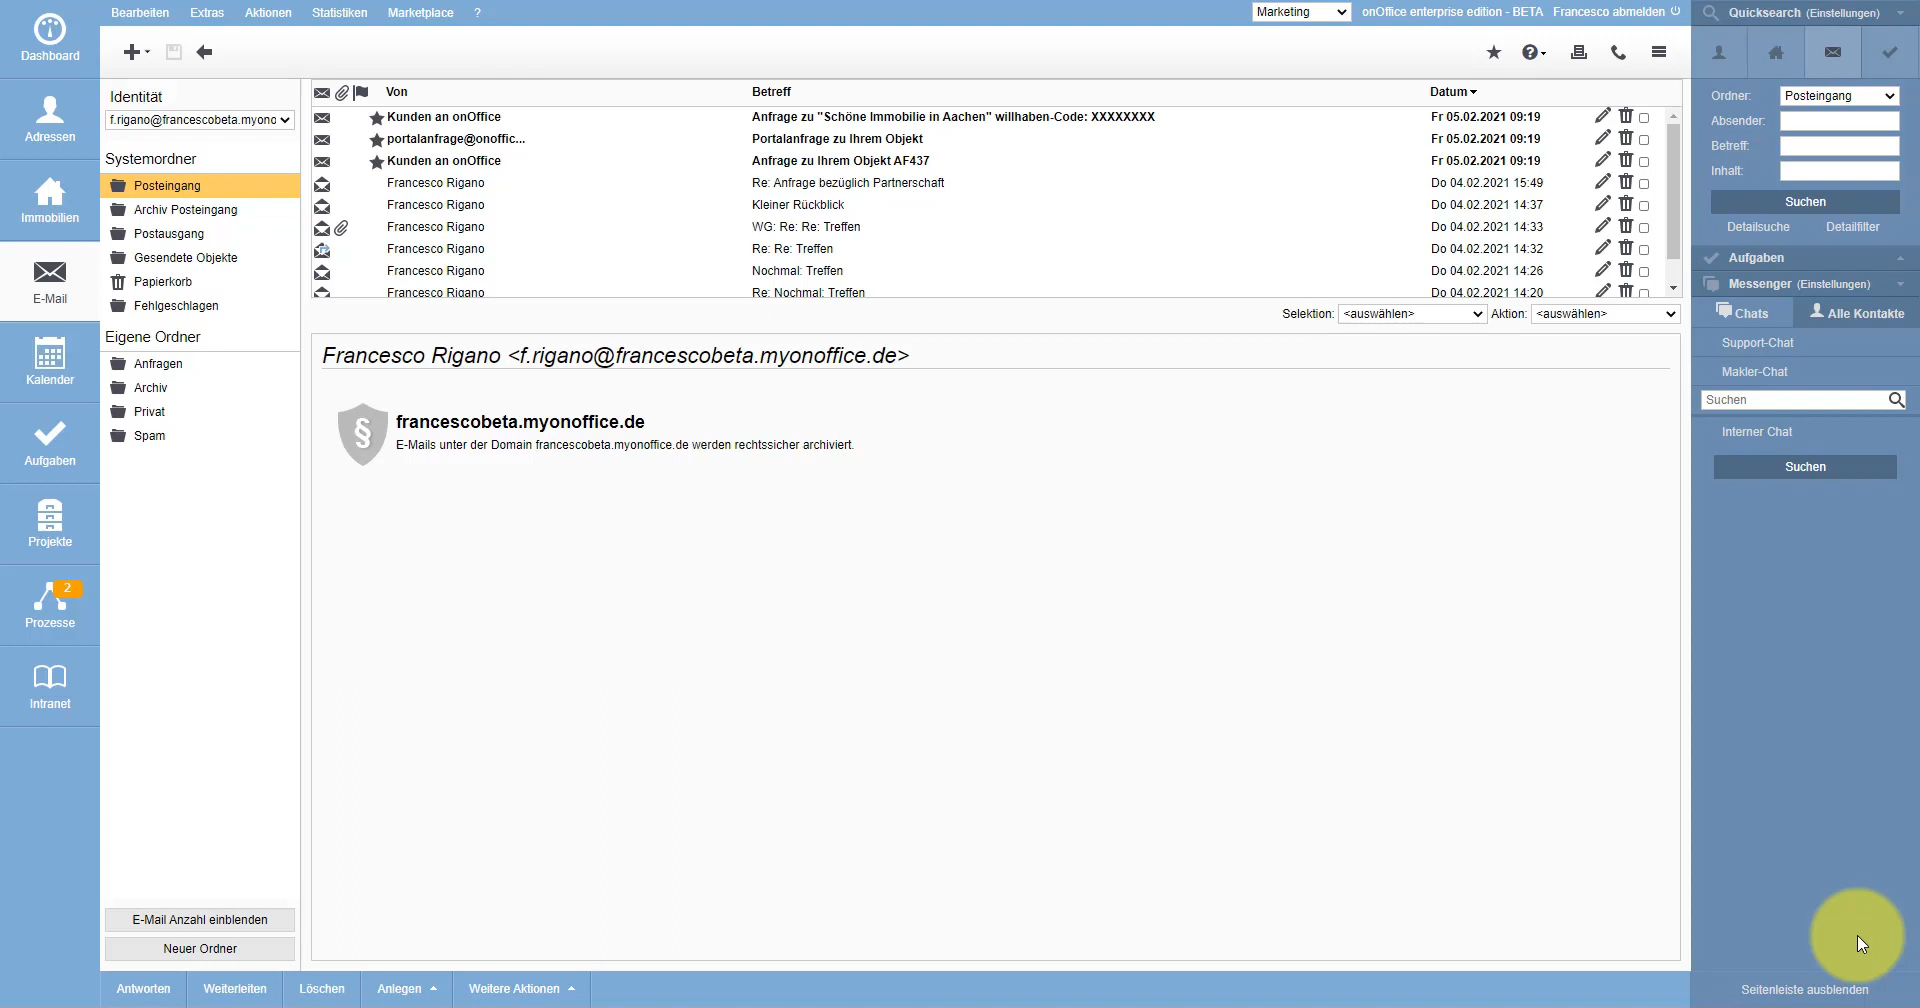 Bearbeiten Extras Aktionen Statistiken Marketplace ?
Marketing onOffice enterprise edition - BETA Francesco abmelden
Quicksearch (Einstellungen)
Dashboard
Adressen
Immobilien
E-Mail
Kalender
Aufgaben
Projekte
2
Prozesse
Intranet
Identität
f.rigano@francescobeta.myono
Systemordner
Posteingang
Archiv Posteingang
Postausgang
Gesendete Objekte
Papierkorb
Fehlgeschlagen
Eigene Ordner
Anfragen
Archiv
Privat
Spam
E-Mail Anzahl einblenden
Neuer Ordner
Von Betreff Datum
Kunden an onOffice Anfrage zu "Schöne Immobilie in Aachen" willhaben-Code: XXXXXXXX Fr 05.02.2021 09:19
portalanfrage@onoffic... Portalanfrage zu Ihrem Objekt Fr 05.02.2021 09:19
Kunden an onOffice Anfrage zu Ihrem Objekt AF437 Fr 05.02.2021 09:19
Francesco Rigano Re: Anfrage bezüglich Partnerschaft Do 04.02.2021 15:49
Francesco Rigano Kleiner Rückblick Do 04.02.2021 14:37
Francesco Rigano WG: Re: Re: Treffen Do 04.02.2021 14:33
Francesco Rigano Re: Re: Treffen Do 04.02.2021 14:32
Francesco Rigano Nochmal: Treffen Do 04.02.2021 14:26
Francesco Rigano Re: Nochmal: Treffen Do 04.02.2021 14:20
Selektion: <auswählen> Aktion: <auswählen>
Francesco Rigano <f.rigano@francescobeta.myonoffice.de>
§
francescobeta.myonoffice.de
E-Mails unter der Domain francescobeta.myonoffice.de werden rechtssicher archiviert.
Antworten Weiterleiten Löschen Anlegen Weitere Aktionen
Ordner: Posteingang
Absender:
Betreff:
Inhalt:
Suchen
Detailsuche Detailfilter
Aufgaben
Messenger (Einstellungen)
Chats Alle Kontakte
Support-Chat
Makler-Chat
Suchen
Interner Chat
Suchen
Seitenleiste ausblenden